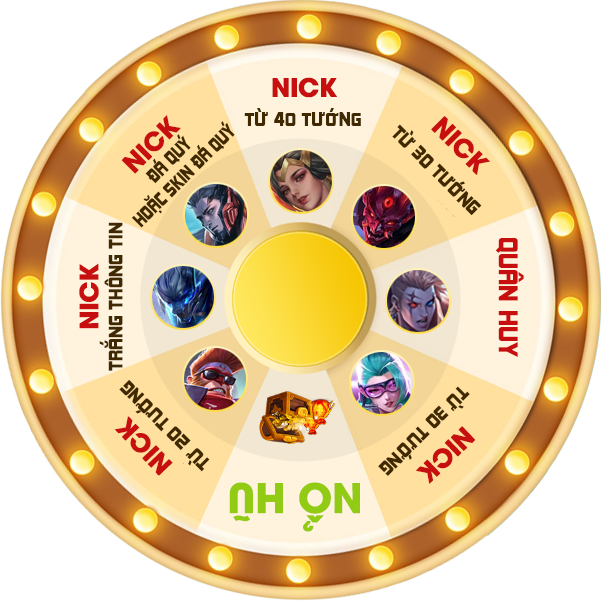 NICK
TỪ 40 TƯỚNG
NICK
TỪ 30 TƯỚNG
QUÂN HUY
NICK
TỪ 30 TƯỚNG
NỔ HŨ
NICK
TỪ 20 TƯỚNG
NICK
TRẮNG THÔNG TIN
NICK
ĐÁ QUÝ
HOẶC SKIN ĐÁ QUÝ